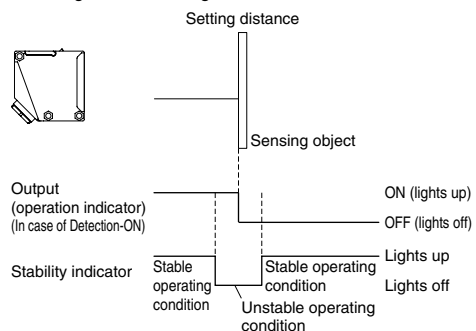 Setting distance
Sensing object
Output
(operation indicator)
(In case of Detection-ON)
ON (lights up)
OFF (lights off)
Stability indicator
Stable
operating
condition
Stable operating
condition
Lights up
Lights off
Unstable operating
condition